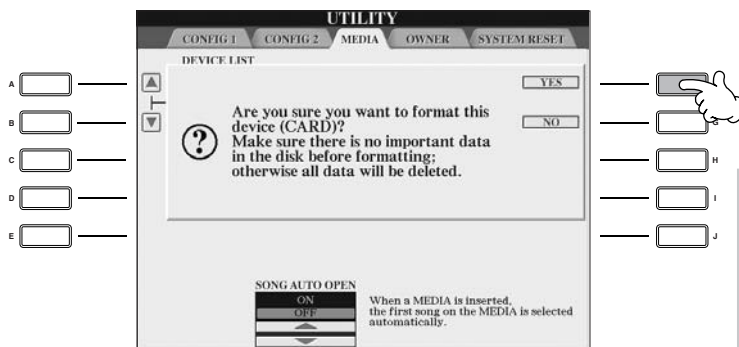 UTILITY
CONFIG 1 CONFIG 2 MEDIA OWNER SYSTEM RESET
DEVICE LIST
A
B
C
D
E
YES
NO
Are you sure you want to format this
device (CARD)?
Make sure there is no important data
in the disk before formatting;
otherwise all data will be deleted.
G
H
I
J
SONG AUTO OPEN
ON
OFF
When a MEDIA is inserted,
the first song on the MEDIA is selected
automatically.